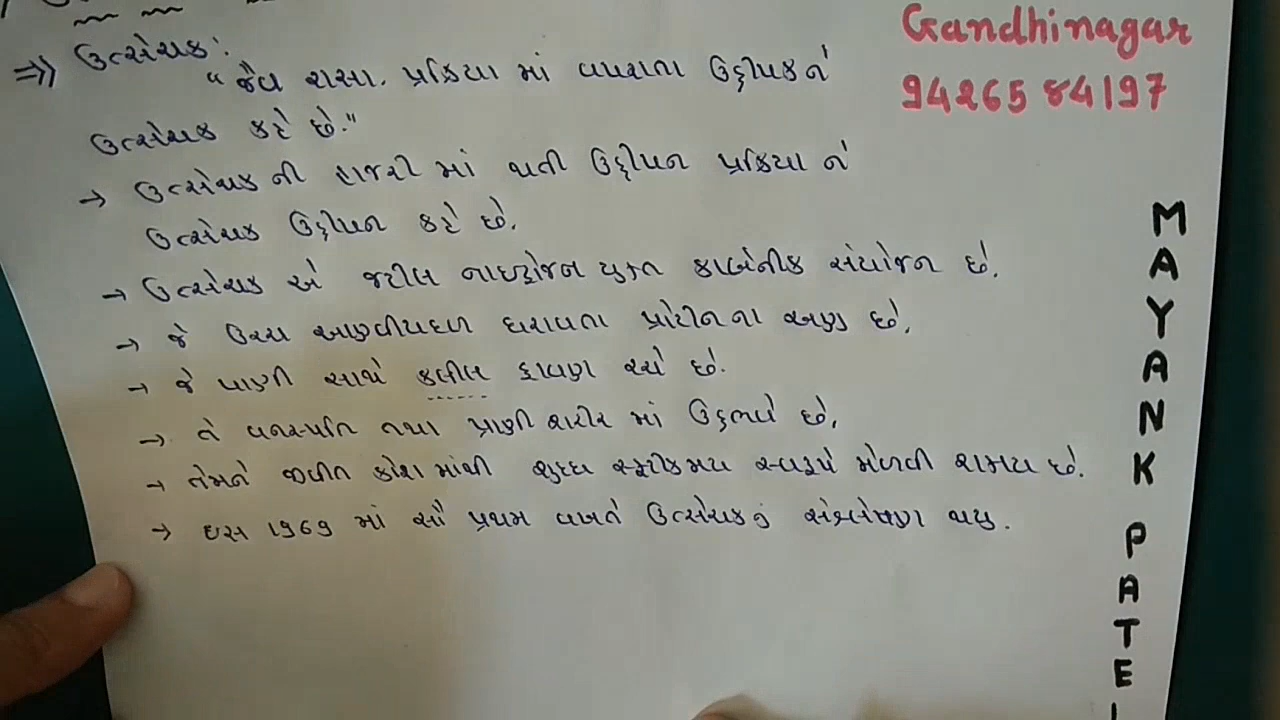 Gandhinagar
94265 84197
⇒ ઉત્સેચક :
"જૈવ રાસા. પ્રક્રિયા માં વપરાતા ઉદ્દીપકને
ઉત્સેચક કહે છે."
→ ઉત્સેચક ની હાજરી માં થતી ઉદ્દીપન પ્રક્રિયા ને
ઉત્સેચક ઉદ્દીપન કહે છે.
→ ઉત્સેચક એ જટીલ નાઇટ્રોજન યુક્ત કાર્બનીક સંયોજન છે.
→ જે ઉચ્ચ આણ્વીયદળ ધરાવતા પ્રોટીનના અણુ છે.
→ જે પાણી સાથે કલીલ દ્રાવણ રચે છે.
→ તે વનસ્પતિ તથા પ્રાણી શરીર માં ઉદ્ભવે છે.
→ તેમને જીવીત કોશ માંથી શુદ્ધ સ્ફટીકમય સ્વરૂપે મેળવી શકાય છે.
→ ઇસ 1969 માં સૌ પ્રથમ વખત ઉત્સેચકનું સંશ્લેષણ થયુ.
MAYANK PATEL